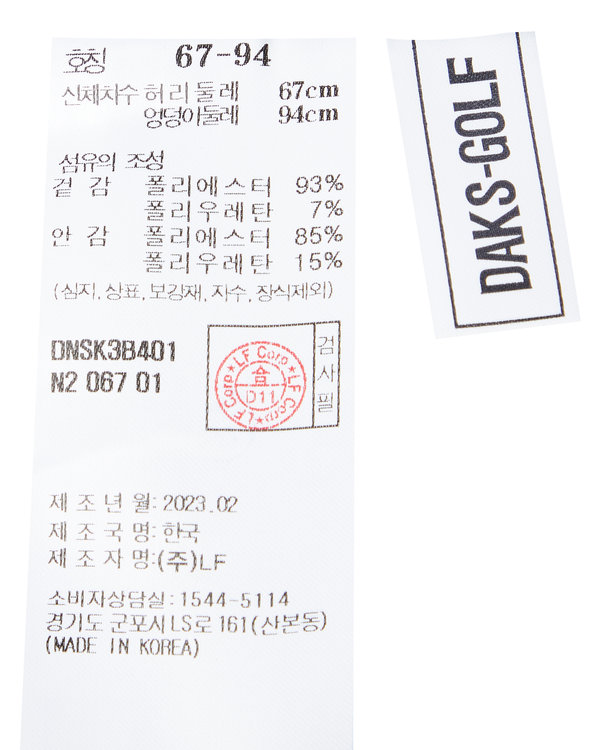 호칭 67-94
신체치수 허리둘레 67cm
엉덩이둘레 94cm
섬유의 조성
겉감 폴리에스터 93%
폴리우레탄 7%
안감 폴리에스터 85%
폴리우레탄 15%
(심지, 상표, 보강재, 자수, 장식제외)
DNSK3B401
N2 067 01
LF Corp★LF Corp★LF Corp★
合
D11
검사필
제조년월: 2023.02
제조국명: 한국
제조자명:(주)LF
소비자상담실:1544-5114
경기도 군포시 LS로 161(산본동)
(MADE IN KOREA)
DAKS-GOLF